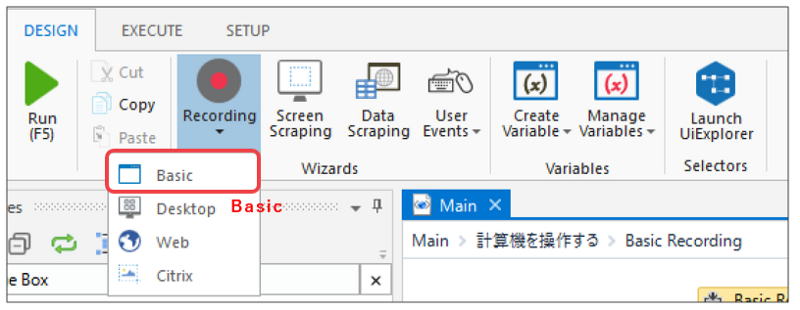 DESIGN EXECUTE SETUP
Run
(F5)
Cut
Copy
Paste
Recording
Screen
Scraping
Data
Scraping
User
Events
Create
Variable
Manage
Variables
Launch
UiExplorer
Wizards
Variables
Selectors
Basic
Desktop
Basic
Web
Citrix
es
e Box
Main
Main > 計算機を操作する > Basic Recording
Basic R